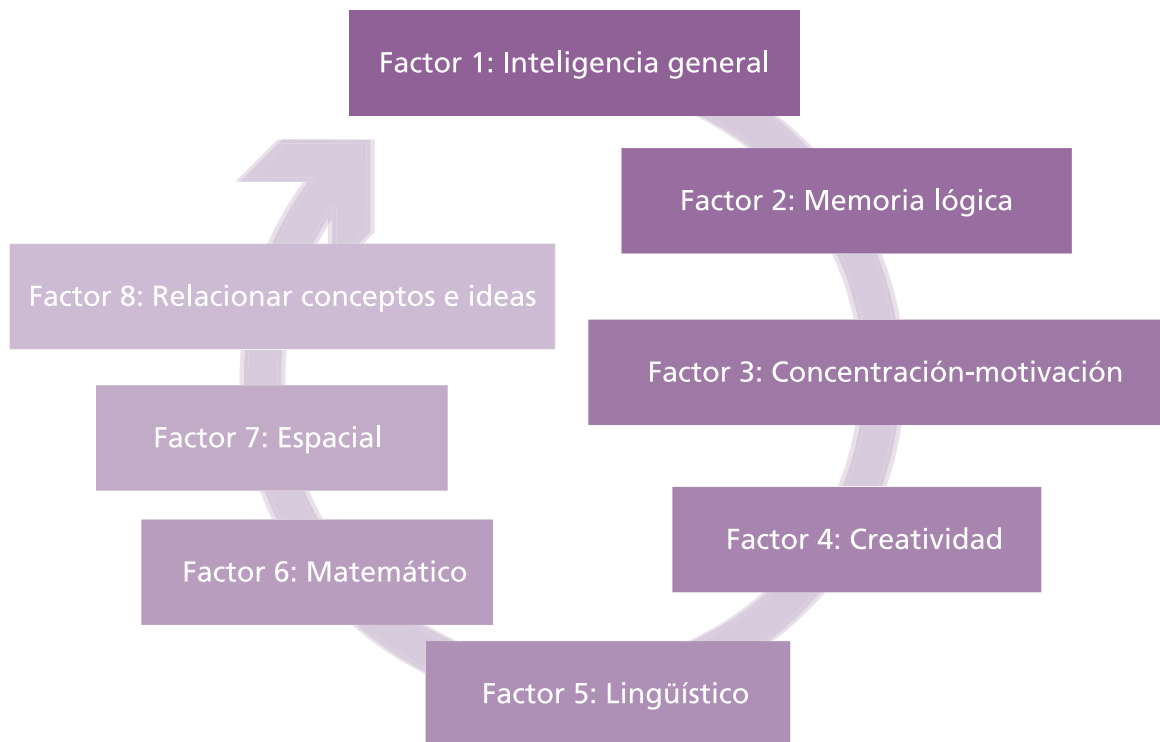 Factor 1: Inteligencia general
Factor 2: Memoria lógica
Factor 3: Concentración-motivación
Factor 4: Creatividad
Factor 5: Lingüístico
Factor 6: Matemático
Factor 7: Espacial
Factor 8: Relacionar conceptos e ideas